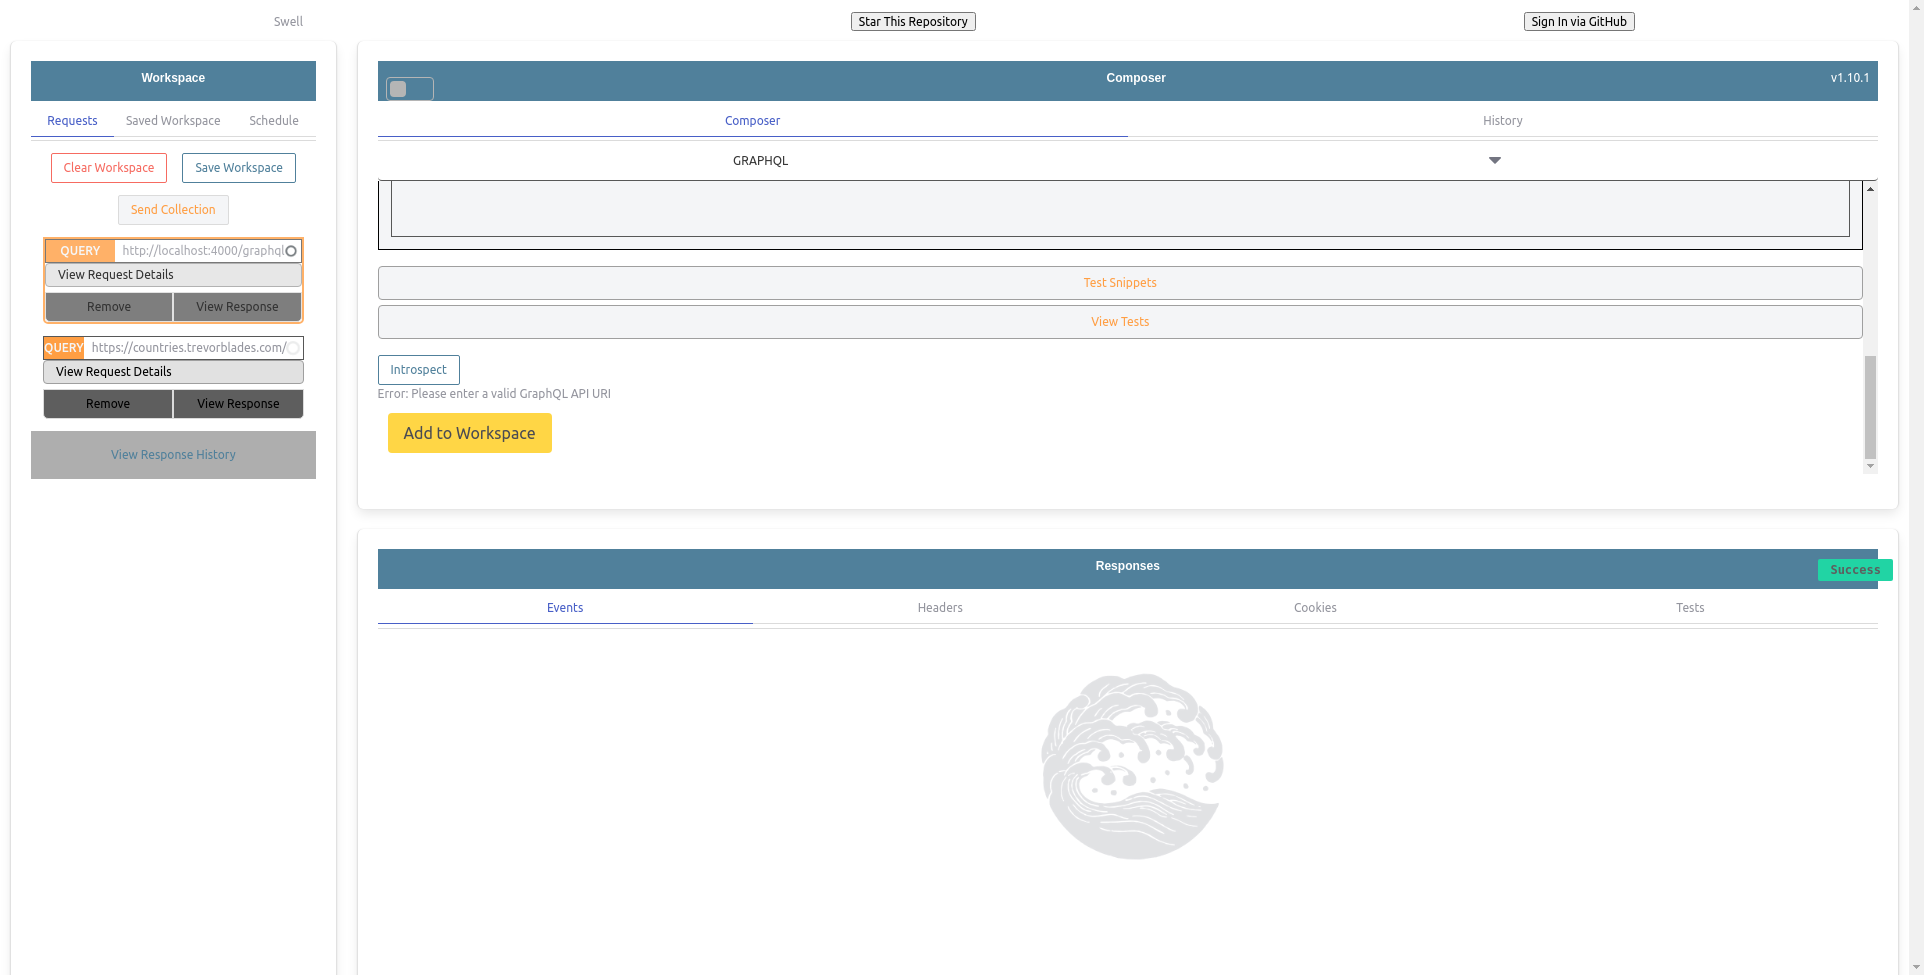 Swell
Star This Repository
Sign In via GitHub
Workspace
Requests
Saved Workspace
Schedule
Clear Workspace
Save Workspace
Send Collection
QUERY http://localhost:4000/graphql
View Request Details
Remove
View Response
QUERY https://countries.trevorblades.com/
View Request Details
Remove
View Response
View Response History
Composer
v1.10.1
Composer
History
GRAPHQL
Test Snippets
View Tests
Introspect
Error: Please enter a valid GraphQL API URI
Add to Workspace
Responses
Success
Events
Headers
Cookies
Tests